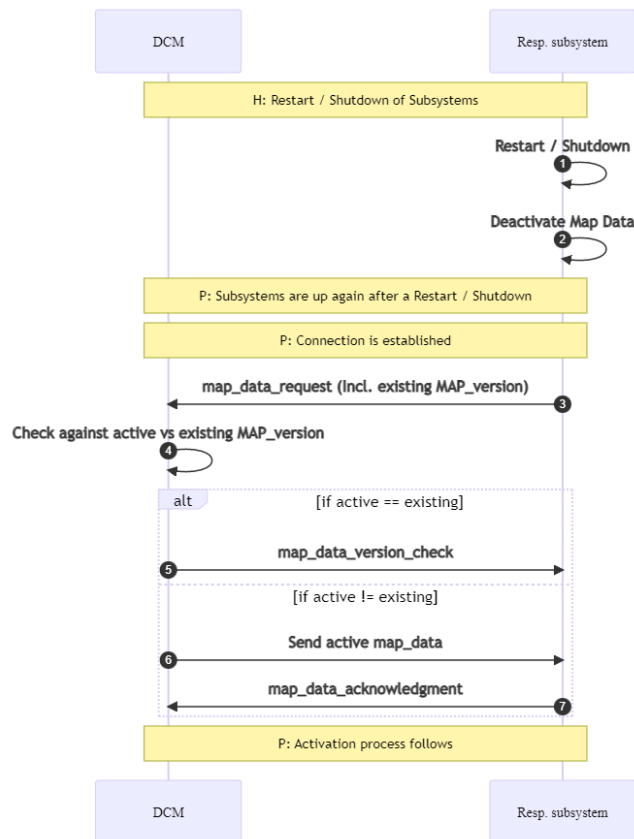 DCM
Resp. subsystem
H: Restart / Shutdown of Subsystems
Restart / Shutdown
1
Deactivate Map Data
2
P: Subsystems are up again after a Restart / Shutdown
P: Connection is established
map_data_request (Incl. existing MAP_version)
3
Check against active vs existing MAP_version
4
alt
[if active == existing]
map_data_version_check
5
[if active != existing]
Send active map_data
6
map_data_acknowledgment
7
P: Activation process follows
DCM
Resp. subsystem